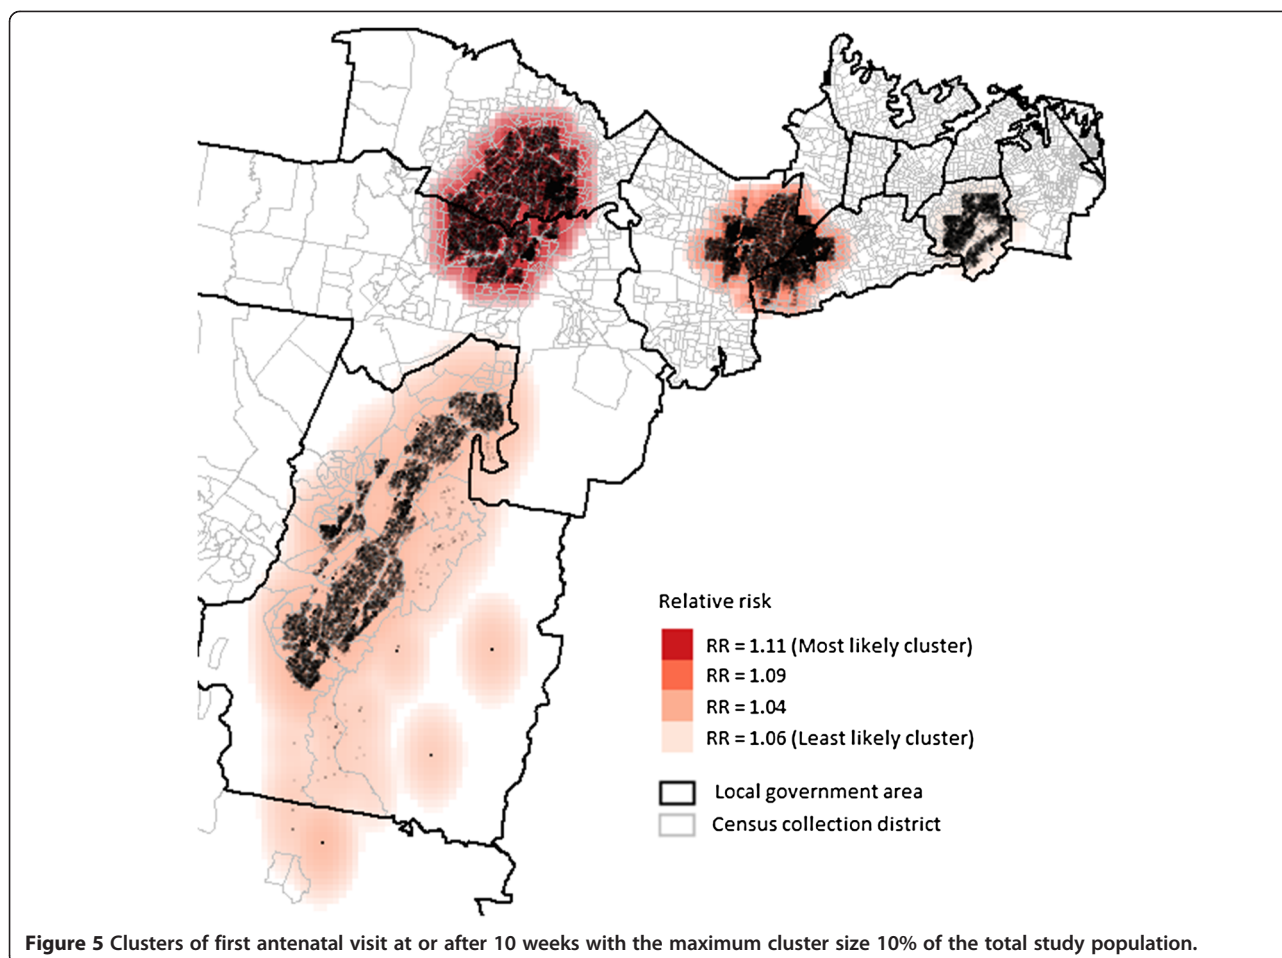 Relative risk
RR = 1.11 (Most likely cluster)
RR = 1.09
RR = 1.04
RR = 1.06 (Least likely cluster)
Local government area
Census collection district
Figure 5 Clusters of first antenatal visit at or after 10 weeks with the maximum cluster size 10% of the total study population.